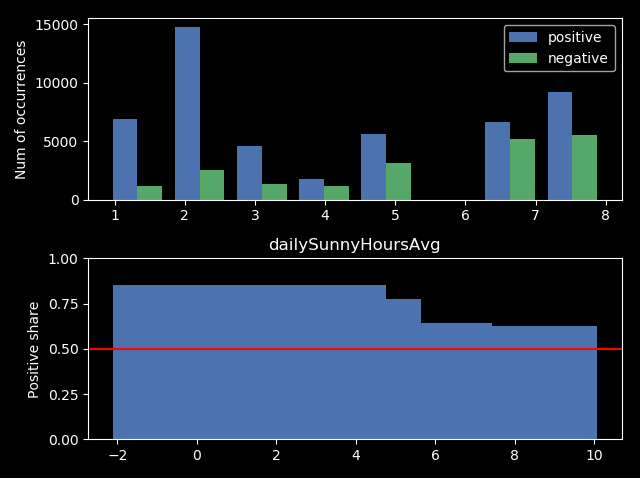 15000
10000
5000
0
Num of occurrences
positive
negative
1 2 3 4 5 6 7 8
dailySunnyHoursAvg
1.00
0.75
0.50
0.25
0.00
Positive share
−2 0 2 4 6 8 10